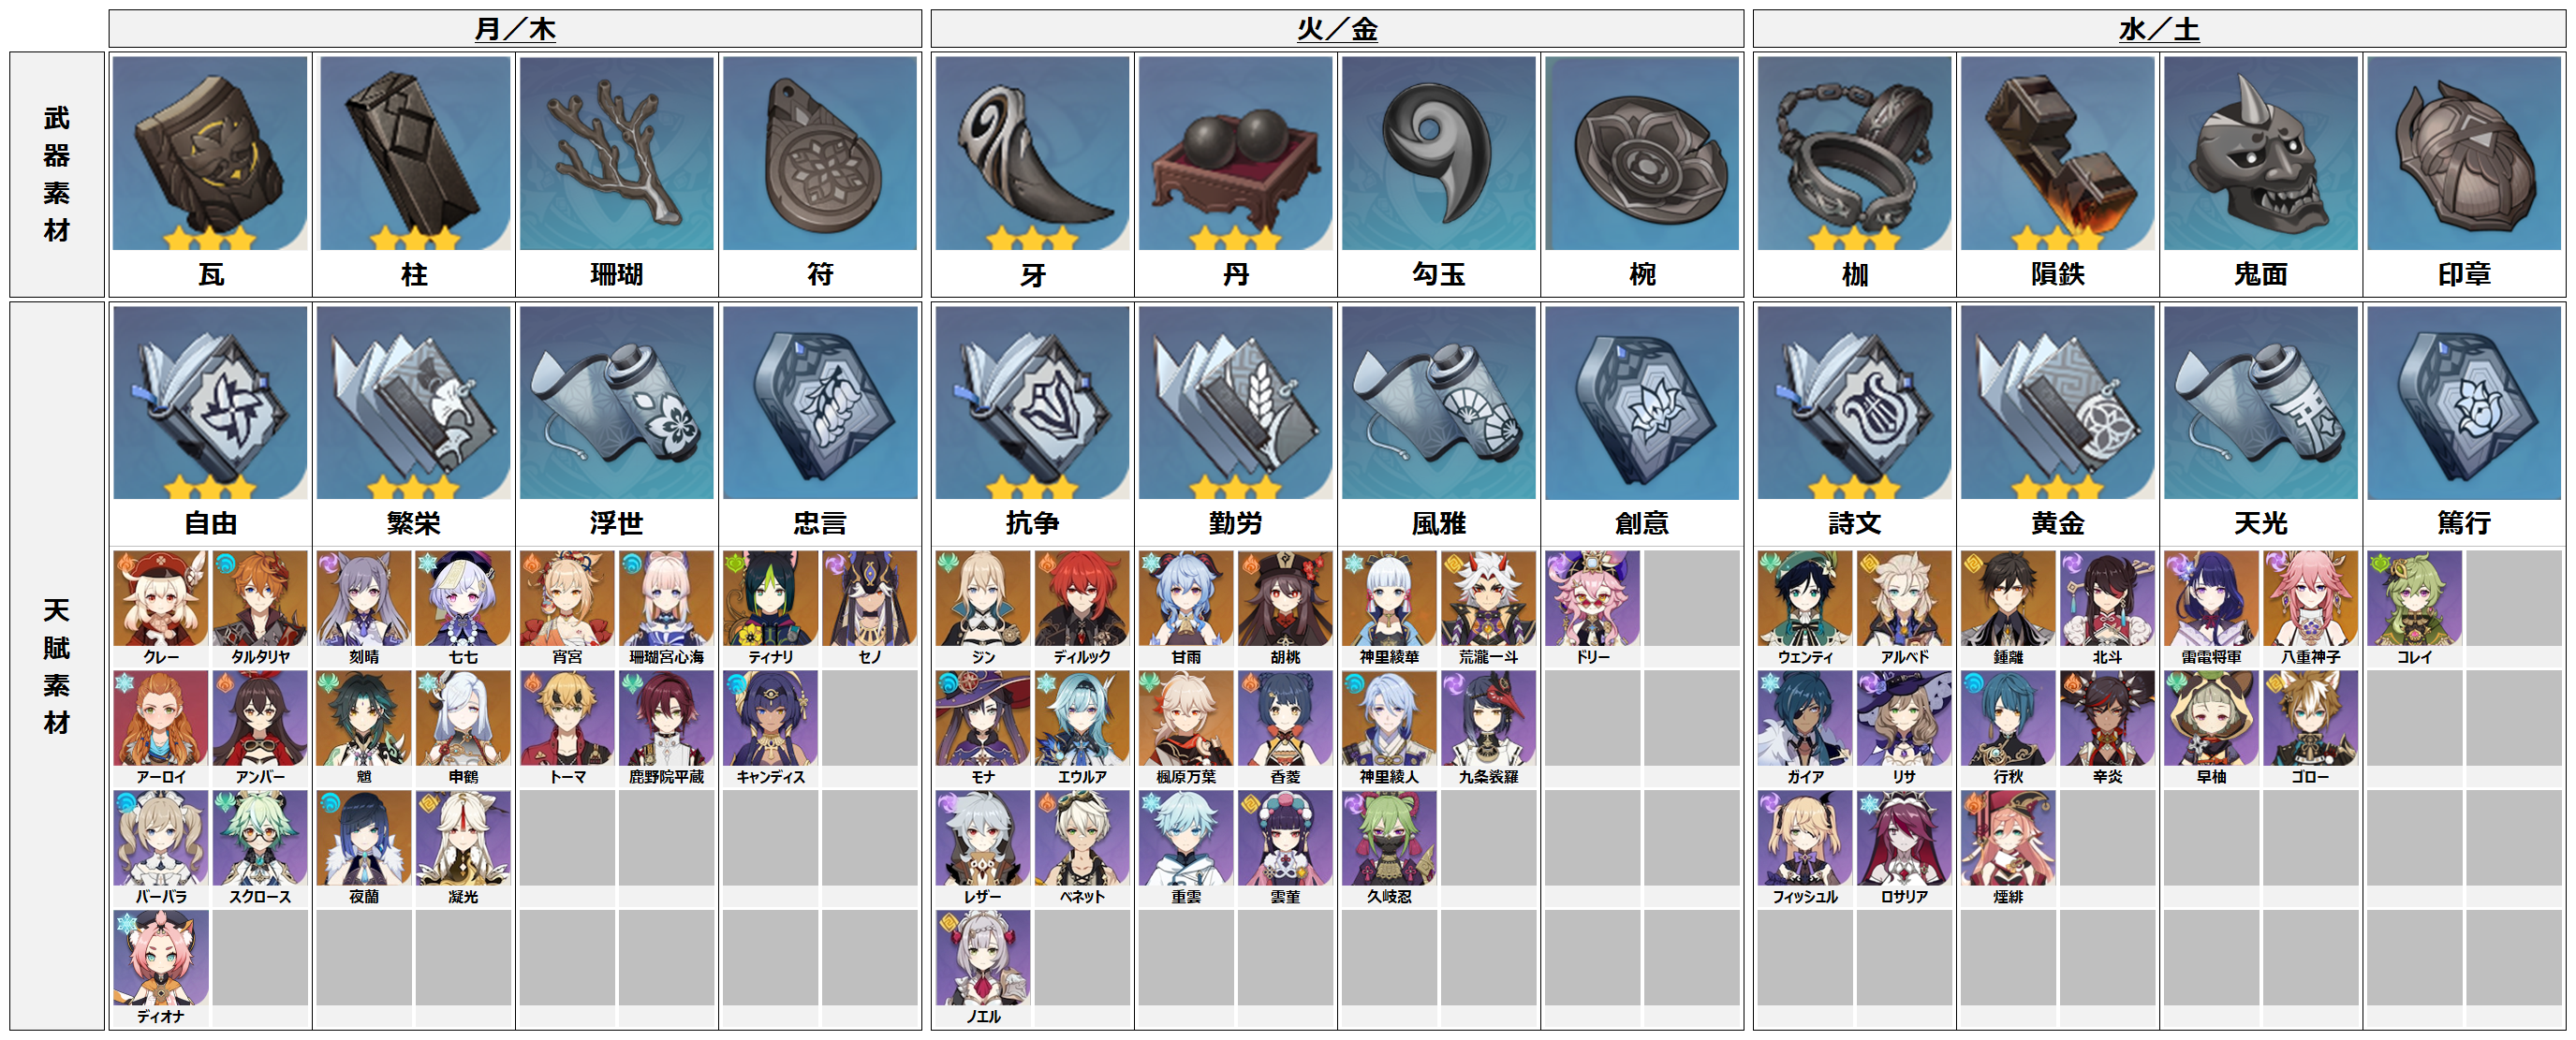 月／木
火／金
水／土
武器素材
瓦 柱 珊瑚 符 牙 丹 勾玉 椀 枷 隕鉄 鬼面 印章
天賦素材
自由 繁栄 浮世 忠言 抗争 勤労 風雅 創意 詩文 黄金 天光 篤行
クレー タルタリヤ 刻晴 七七 宵宮 珊瑚宮心海 ティナリ セノ ジン ディルック 甘雨 胡桃 神里綾華 荒瀧一斗 ドリー ウェンティ アルベド 鍾離 北斗 雷電将軍 八重神子 コレイ
アーロイ アンバー 魈 申鶴 トーマ 鹿野院平蔵 キャンディス モナ エウルア 楓原万葉 香菱 神里綾人 九条裟羅 ガイア リサ 行秋 辛炎 早柚 ゴロー
バーバラ スクロース 夜蘭 凝光 レザー ベネット 重雲 雲菫 久岐忍 フィッシュル ロサリア 煙緋
ディオナ ノエル